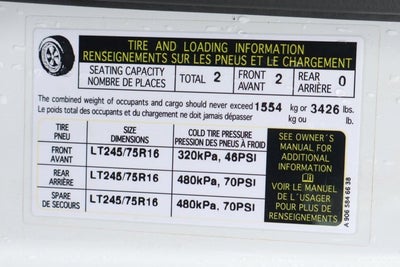 TIRE AND LOADING INFORMATION
RENSEIGNEMENTS SUR LES PNEUS ET LE CHARGEMENT
SEATING CAPACITY TOTAL 2 FRONT 2 REAR 0
NOMBRE DE PLACES AVANT ARRIÈRE
The combined weight of occupants and cargo should never exceed 1554 kg or 3426 lbs.
Le poids total des occupants et du chargement ne doit jamais dépasser kg ou lb.
TIRE SIZE COLD TIRE PRESSURE
PNEU DIMENSIONS PRESSION DES PNEUS À FROID
FRONT LT245/75R16 320kPa, 46PSI
AVANT
REAR LT245/75R16 480kPa, 70PSI
ARRIÈRE
SPARE LT245/75R16 480kPa, 70PSI
DE SECOURS
SEE OWNER'S
MANUAL FOR
ADDITIONAL
INFORMATION
VOIR LE MANUEL
DE L'USAGER
POUR PLUS DE
RENSEIGNEMENTS
A 906 584 66 38